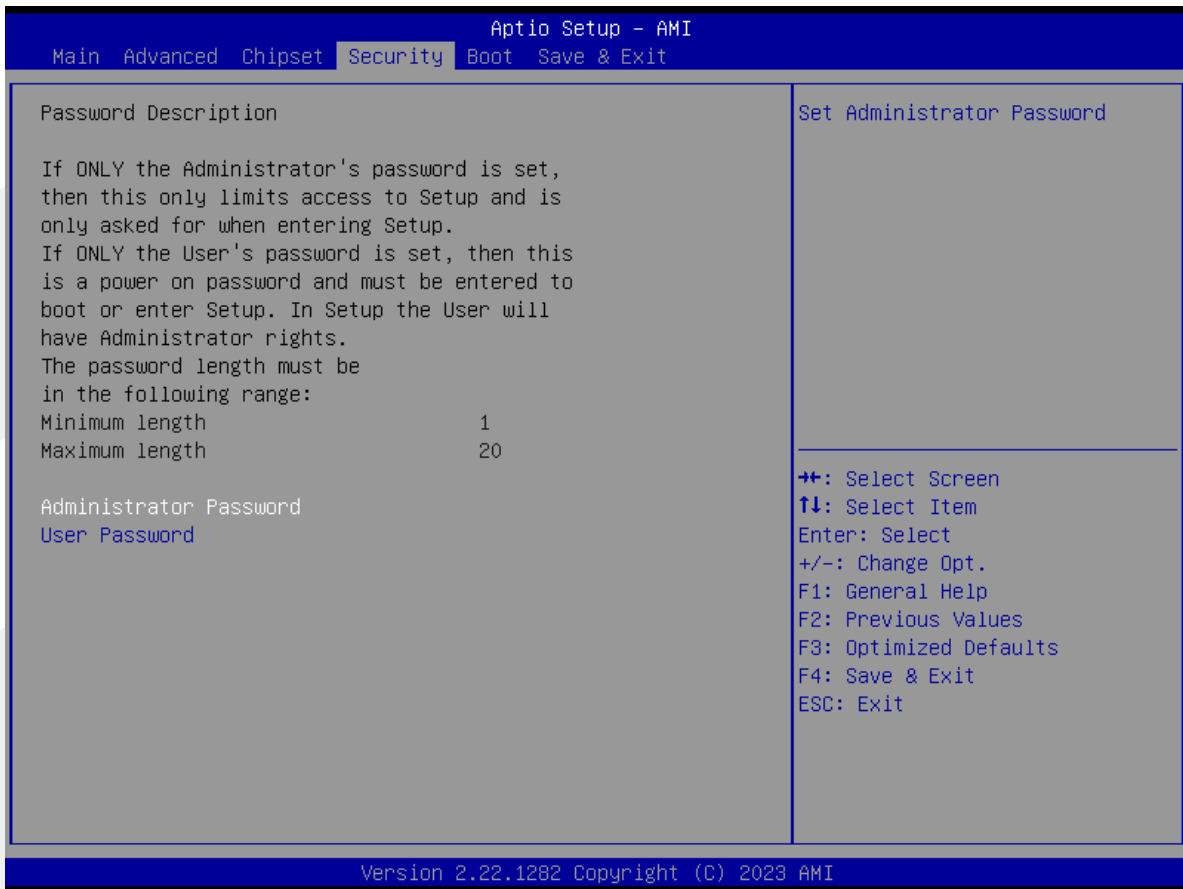 Aptio Setup – AMI
Main Advanced Chipset Security Boot Save & Exit
Password Description
If ONLY the Administrator's password is set,
then this only limits access to Setup and is
only asked for when entering Setup.
If ONLY the User's password is set, then this
is a power on password and must be entered to
boot or enter Setup. In Setup the User will
have Administrator rights.
The password length must be
in the following range:
Minimum length 1
Maximum length 20
Administrator Password
User Password
Set Administrator Password
→←: Select Screen
↑↓: Select Item
Enter: Select
+/-: Change Opt.
F1: General Help
F2: Previous Values
F3: Optimized Defaults
F4: Save & Exit
ESC: Exit
Version 2.22.1282 Copyright (C) 2023 AMI